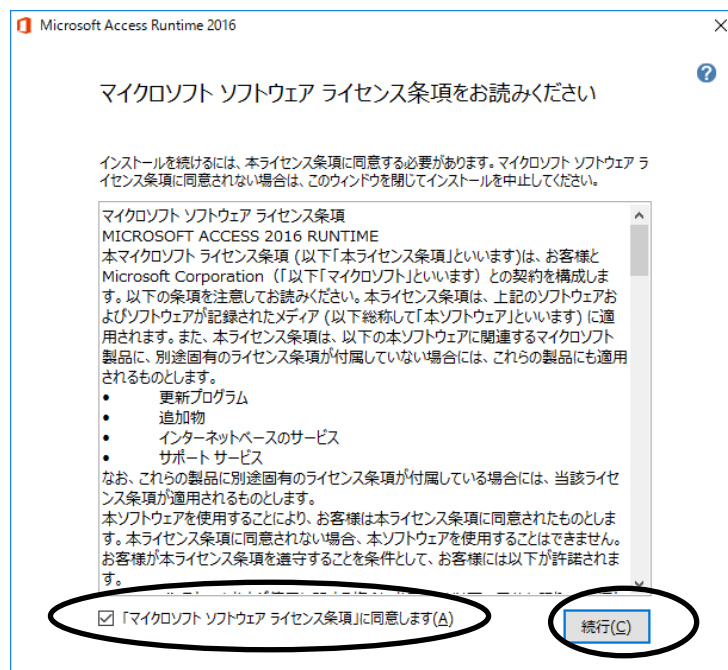 Microsoft Access Runtime 2016
マイクロソフト ソフトウェア ライセンス条項をお読みください
インストールを続けるには、本ライセンス条項に同意する必要があります。マイクロソフト ソフトウェア ラ
イセンス条項に同意されない場合は、このウィンドウを閉じてインストールを中止してください。
マイクロソフト ソフトウェア ライセンス条項
MICROSOFT ACCESS 2016 RUNTIME
本マイクロソフト ライセンス条項 (以下「本ライセンス条項」といいます)は、お客様と
Microsoft Corporation（「以下「マイクロソフト」といいます）との契約を構成しま
す。以下の条項を注意してお読みください。本ライセンス条項は、上記のソフトウェアお
よびソフトウェアが記録されたメディア (以下総称して「本ソフトウェア」といいます) に適
用されます。また、本ライセンス条項は、以下の本ソフトウェアに関連するマイクロソフト
製品に、別途固有のライセンス条項が付属していない場合には、これらの製品にも適用
されるものとします。
• 更新プログラム
• 追加物
• インターネットベースのサービス
• サポート サービス
なお、これらの製品に別途固有のライセンス条項が付属している場合には、当該ライセ
ンス条項が適用されるものとします。
本ソフトウェアを使用することにより、お客様は本ライセンス条項に同意されたものとしま
す。本ライセンス条項に同意されない場合、本ソフトウェアを使用することはできません。
お客様が本ライセンス条項を遵守することを条件として、お客様には以下が許諾されま
す。
「マイクロソフト ソフトウェア ライセンス条項」に同意します(A)
続行(C)